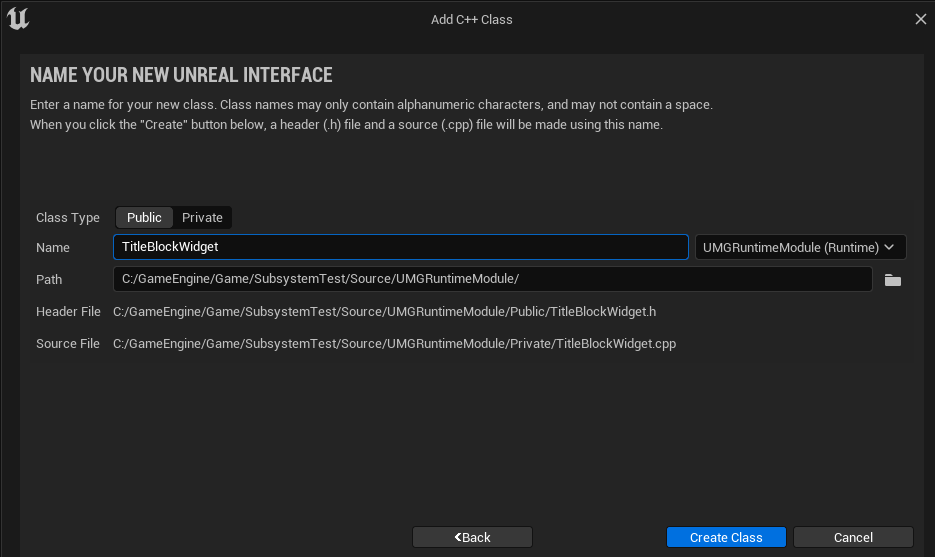 Add C++ Class
NAME YOUR NEW UNREAL INTERFACE
Enter a name for your new class. Class names may only contain alphanumeric characters, and may not contain a space.
When you click the "Create" button below, a header (.h) file and a source (.cpp) file will be made using this name.
Class Type Public Private
Name TitleBlockWidget UMGRuntimeModule (Runtime)
Path C:/GameEngine/Game/SubsystemTest/Source/UMGRuntimeModule/
Header File C:/GameEngine/Game/SubsystemTest/Source/UMGRuntimeModule/Public/TitleBlockWidget.h
Source File C:/GameEngine/Game/SubsystemTest/Source/UMGRuntimeModule/Private/TitleBlockWidget.cpp
Back Create Class Cancel